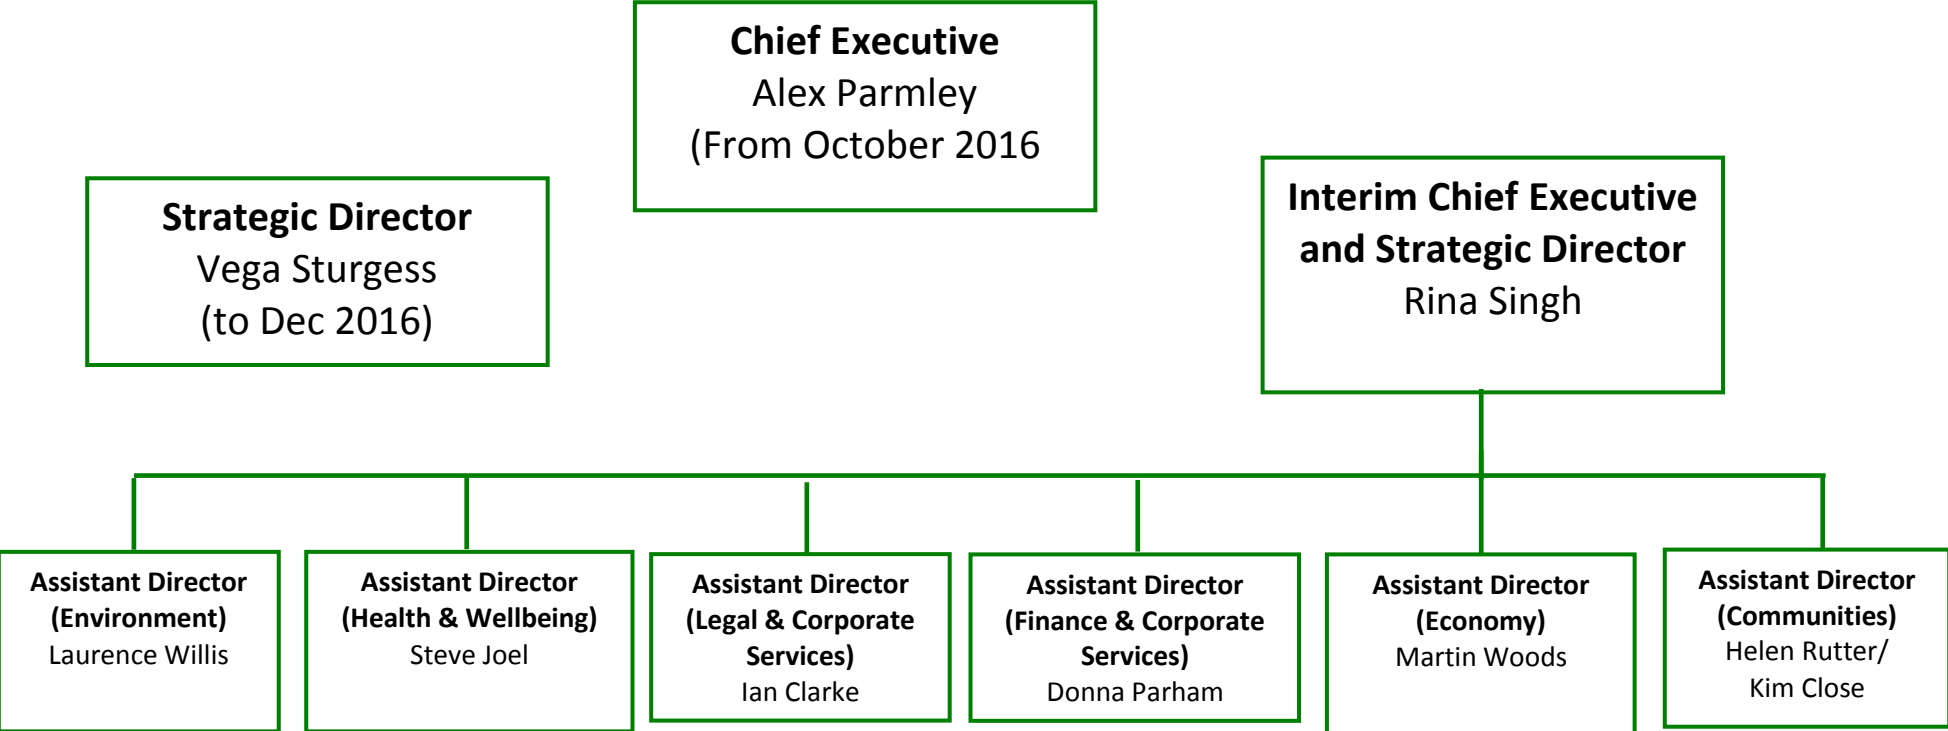 Chief Executive
Alex Parmley
(From October 2016
Strategic Director
Vega Sturgess
(to Dec 2016)
Interim Chief Executive
and Strategic Director
Rina Singh
Assistant Director
(Environment)
Laurence Willis
Assistant Director
(Health & Wellbeing)
Steve Joel
Assistant Director
(Legal & Corporate
Services)
Ian Clarke
Assistant Director
(Finance & Corporate
Services)
Donna Parham
Assistant Director
(Economy)
Martin Woods
Assistant Director
(Communities)
Helen Rutter/
Kim Close